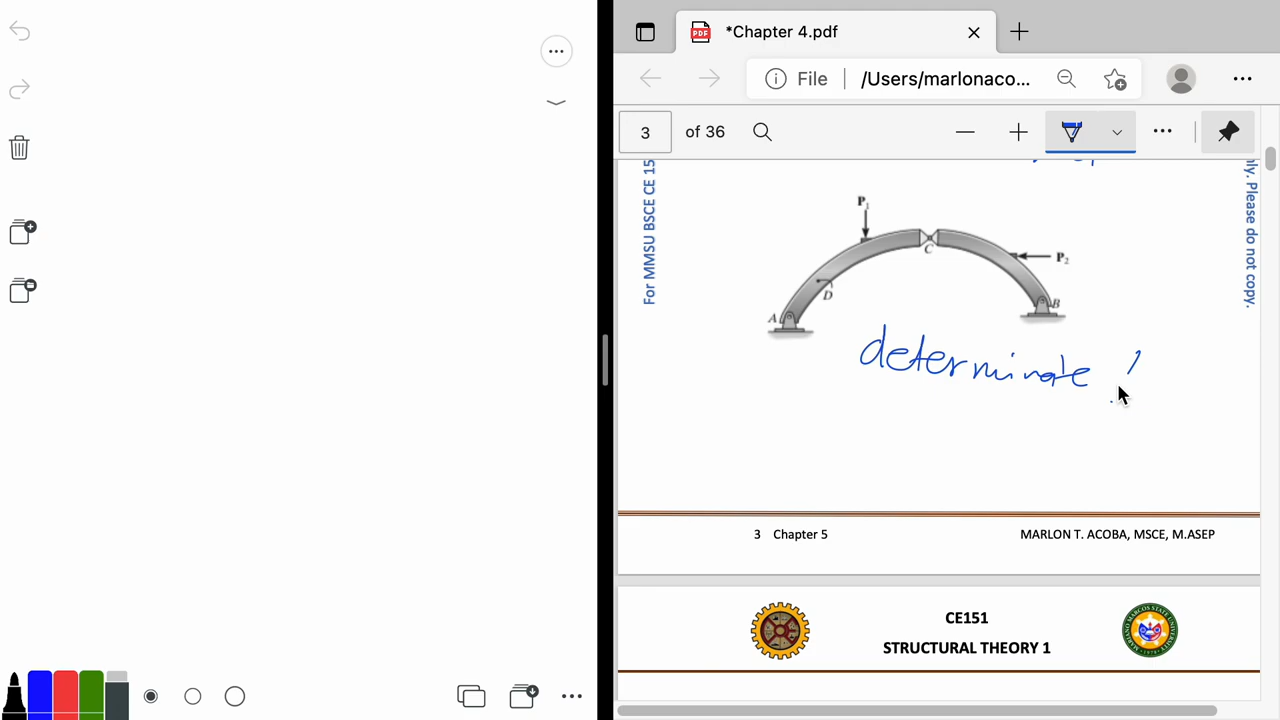 *Chapter 4.pdf
File
/Users/marlonaco...
3 of 36
For MMSU BSCE CE 15
nly. Please do not copy.
P1
C
P2
D
A
B
determinate !
3 Chapter 5
MARLON T. ACOBA, MSCE, M.ASEP
CE151
STRUCTURAL THEORY 1